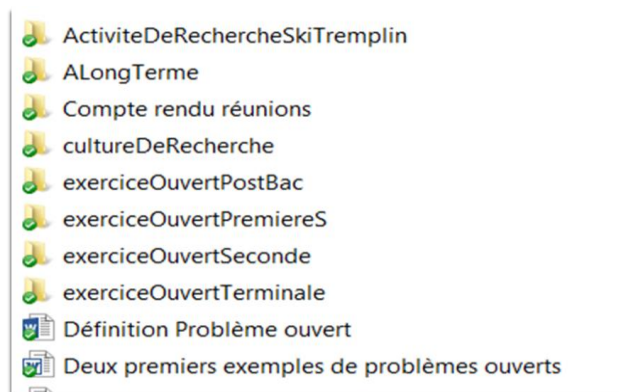 ActiviteDeRechercheSkiTremplin
ALongTerme
Compte rendu réunions
cultureDeRecherche
exerciceOuvertPostBac
exerciceOuvertPremiereS
exerciceOuvertSeconde
exerciceOuvertTerminale
Définition Problème ouvert
Deux premiers exemples de problèmes ouverts